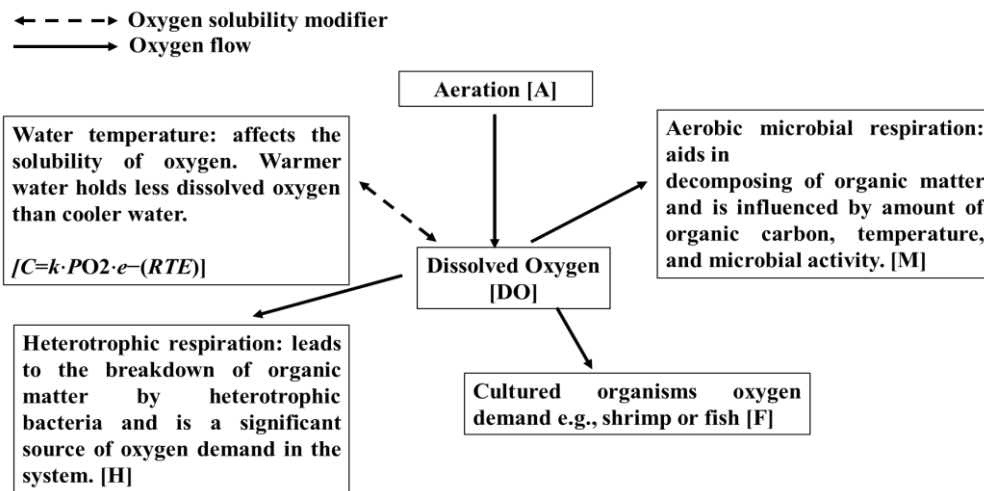 Oxygen solubility modifier
Oxygen flow
Aeration [A]
Water temperature: affects the
solubility of oxygen. Warmer
water holds less dissolved oxygen
than cooler water.
[C=k·PO2·e−(RTE)]
Aerobic microbial respiration:
aids in
decomposing of organic matter
and is influenced by amount of
organic carbon, temperature,
and microbial activity. [M]
Dissolved Oxygen
[DO]
Heterotrophic respiration: leads
to the breakdown of organic
matter by heterotrophic
bacteria and is a significant
source of oxygen demand in the
system. [H]
Cultured organisms oxygen
demand e.g., shrimp or fish [F]